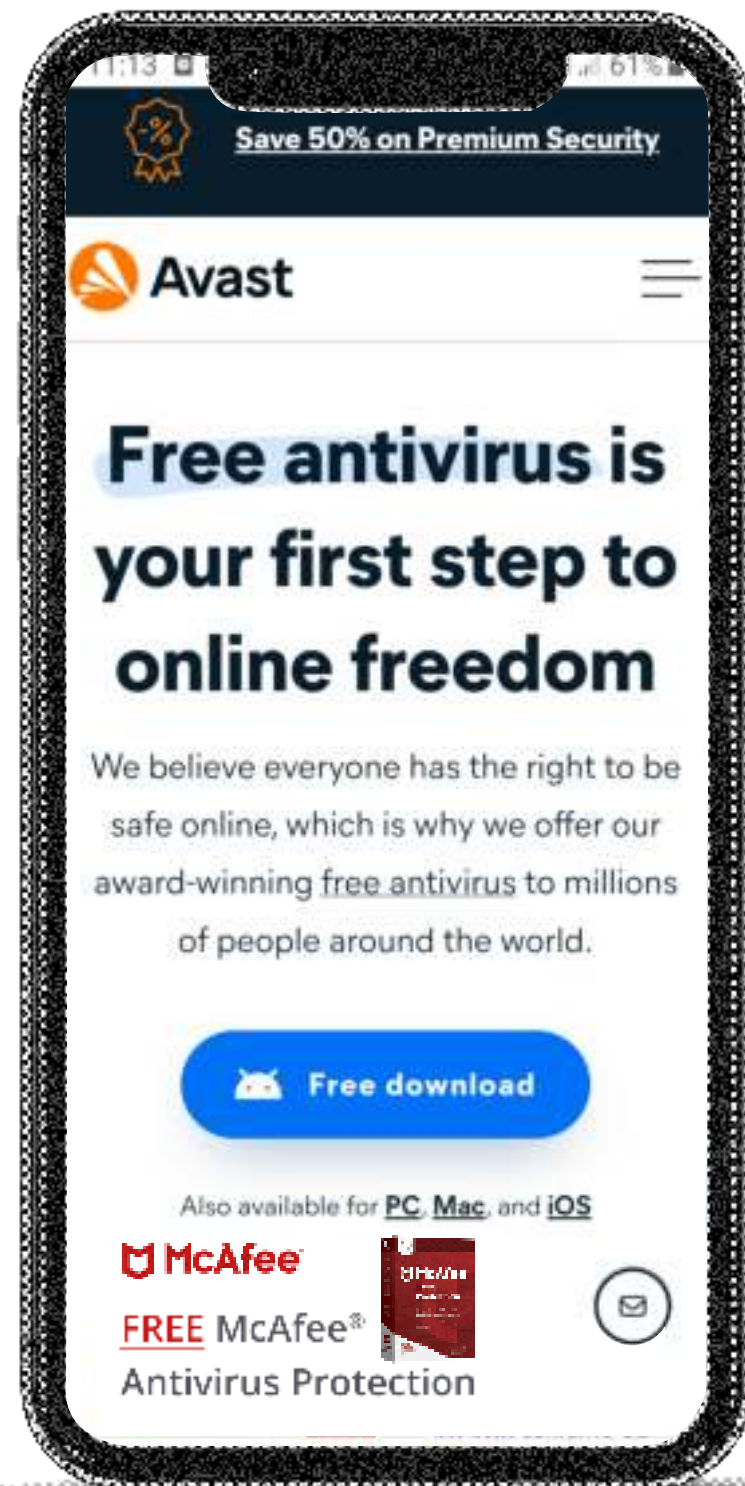 11:13 61%
Save 50% on Premium Security
Avast
Free antivirus is
your first step to
online freedom
We believe everyone has the right to be
safe online, which is why we offer our
award-winning free antivirus to millions
of people around the world.
Free download
Also available for PC, Mac, and iOS
McAfee
McAfee
FREE McAfee®
Antivirus Protection